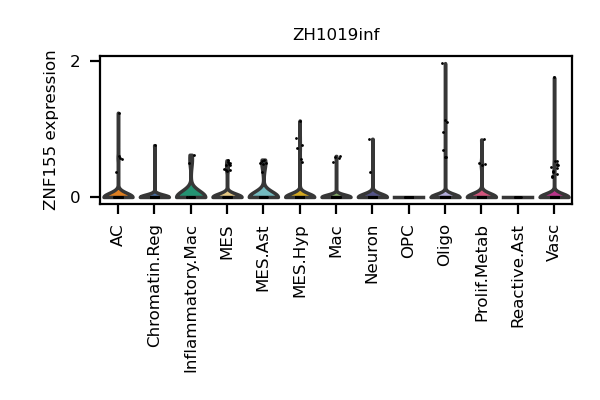 ZH1019inf
ZNF155 expression
2
0
AC
Chromatin.Reg
Inflammatory.Mac
MES
MES.Ast
MES.Hyp
Mac
Neuron
OPC
Oligo
Prolif.Metab
Reactive.Ast
Vasc